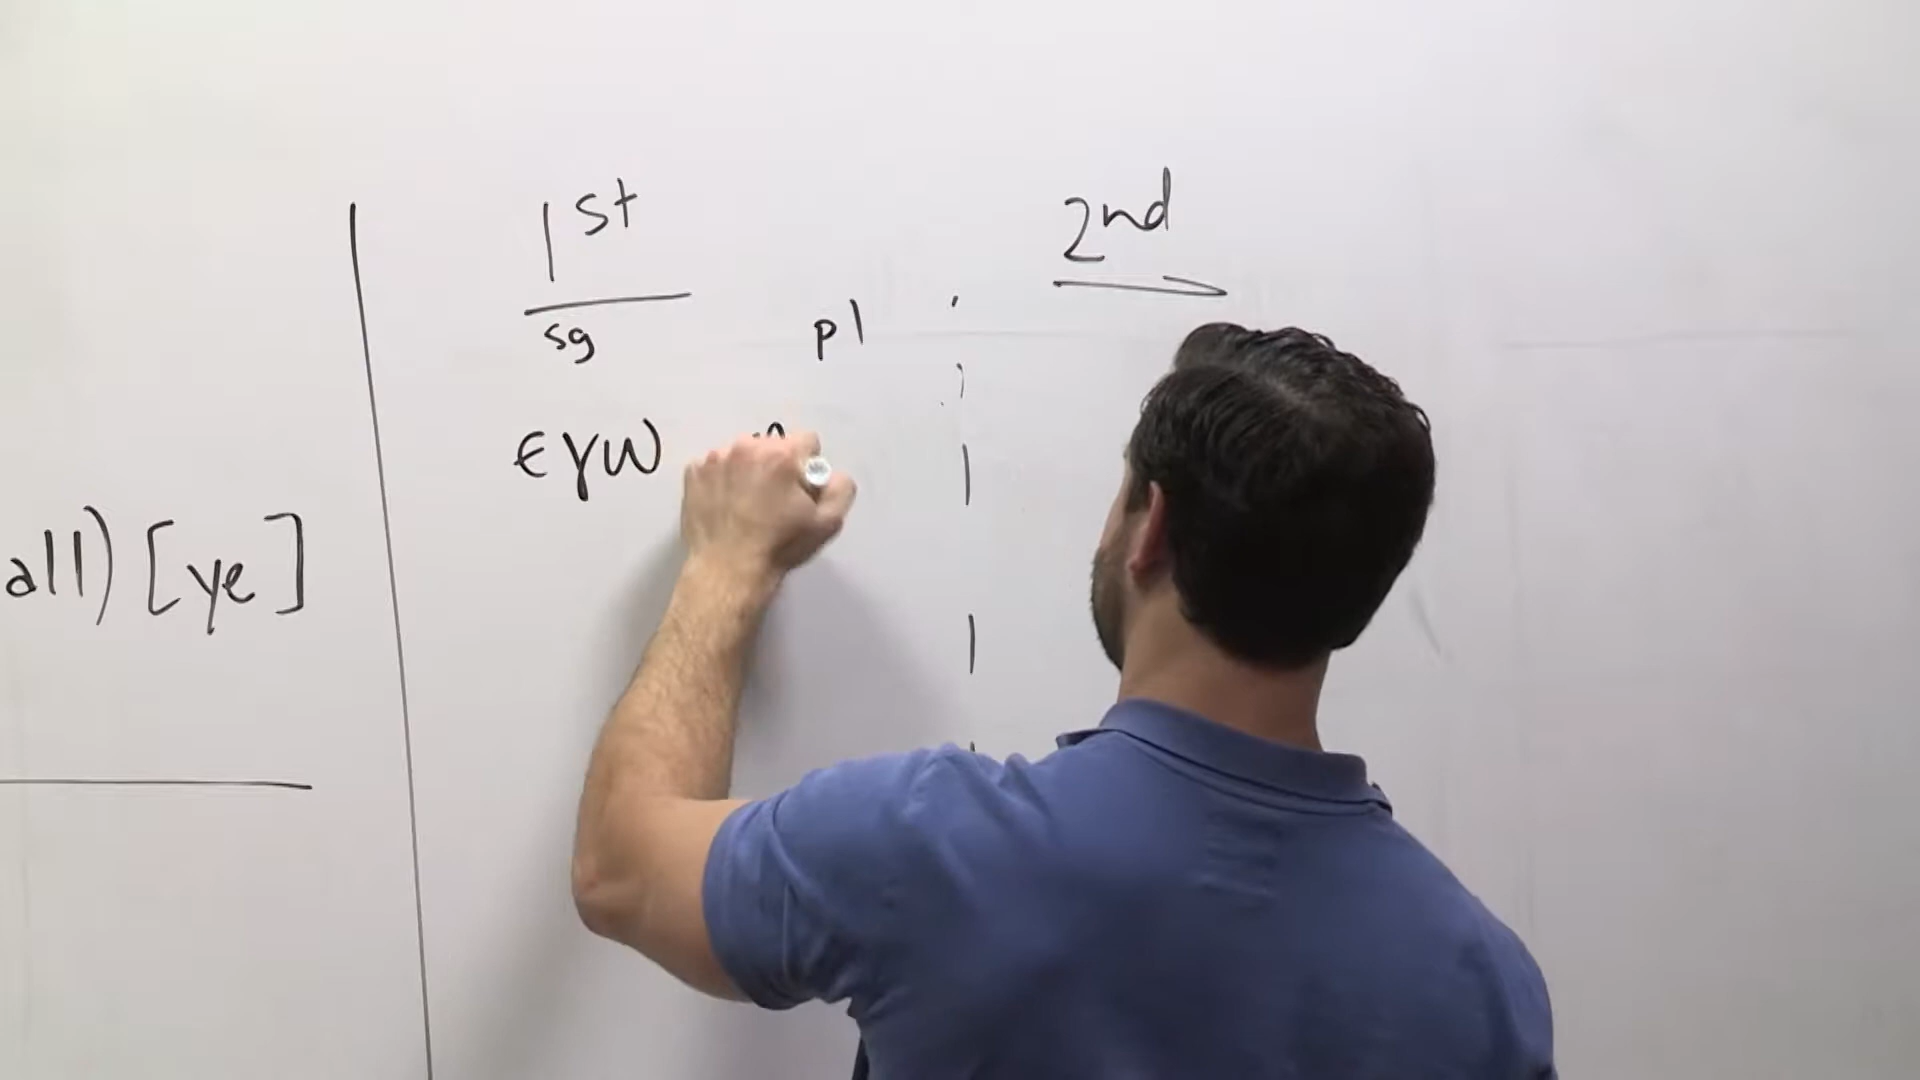 1st 2nd
sg pl
εγω
all) [ye]